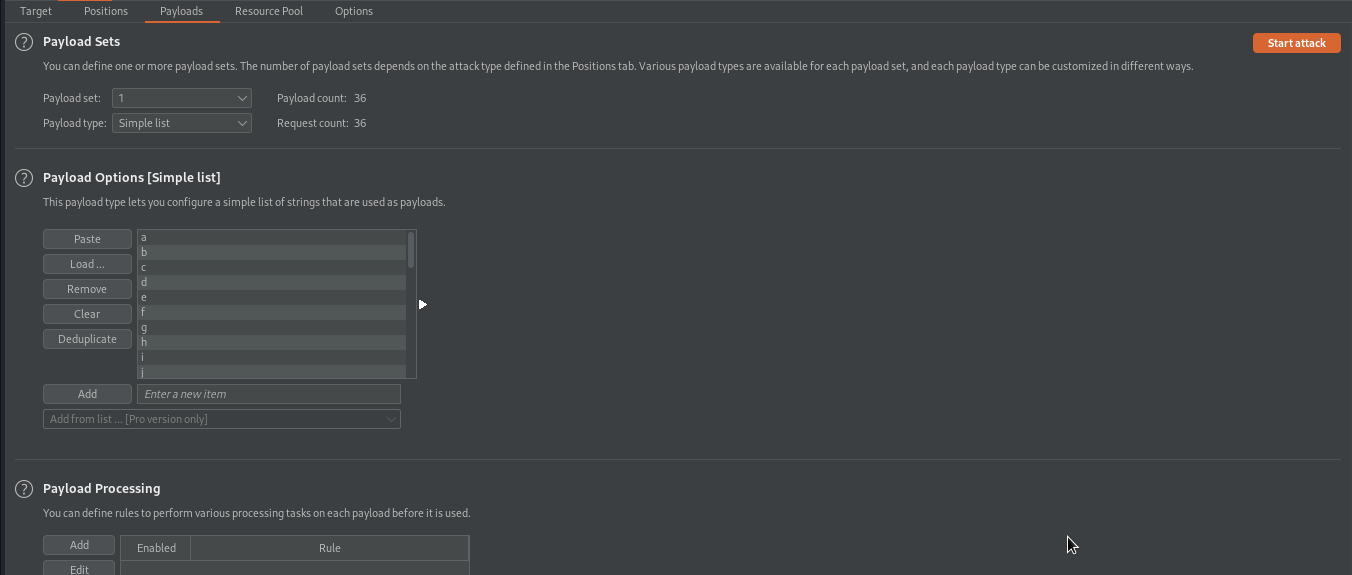 Target Positions Payloads Resource Pool Options
? Payload Sets Start attack
You can define one or more payload sets. The number of payload sets depends on the attack type defined in the Positions tab. Various payload types are available for each payload set, and each payload type can be customized in different ways.
Payload set: 1 Payload count: 36
Payload type: Simple list Request count: 36
? Payload Options [Simple list]
This payload type lets you configure a simple list of strings that are used as payloads.
Paste
Load ...
Remove
Clear
Deduplicate
a
b
c
d
e
f
g
h
i
j
Add Enter a new item
Add from list ... [Pro version only]
? Payload Processing
You can define rules to perform various processing tasks on each payload before it is used.
Add Enabled Rule
Edit